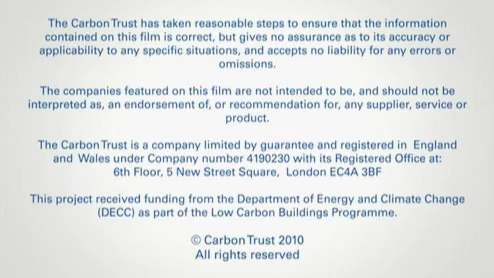 The Carbon Trust has taken reasonable steps to ensure that the information
contained on this film is correct, but gives no assurance as to its accuracy or
applicability to any specific situations, and accepts no liability for any errors or
omissions.
The companies featured on this film are not intended to be, and should not be
interpreted as, an endorsement of, or recommendation for, any supplier, service or
product.
The Carbon Trust is a company limited by guarantee and registered in England
and Wales under Company number 4190230 with its Registered Office at:
6th Floor, 5 New Street Square, London EC4A 3BF
This project received funding from the Department of Energy and Climate Change
(DECC) as part of the Low Carbon Buildings Programme.
© Carbon Trust 2010
All rights reserved